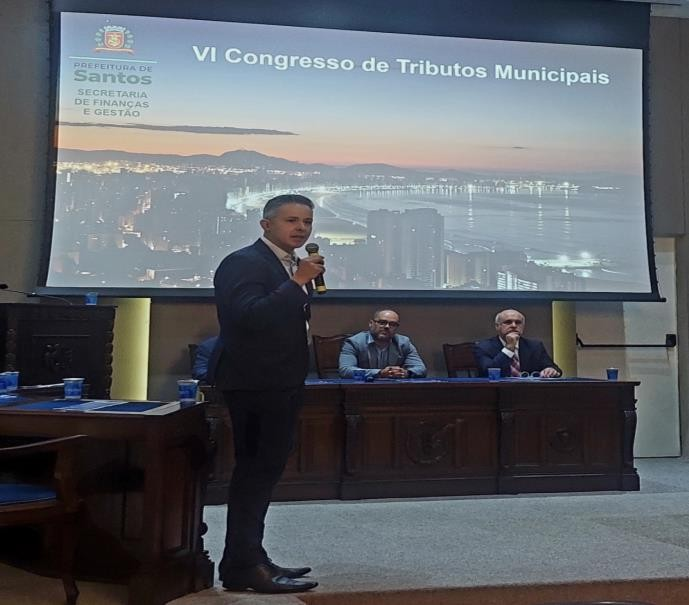 VI Congresso de Tributos Municipais
PREFEITURA DE
Santos
SECRETARIA
DE FINANÇAS
E GESTÃO